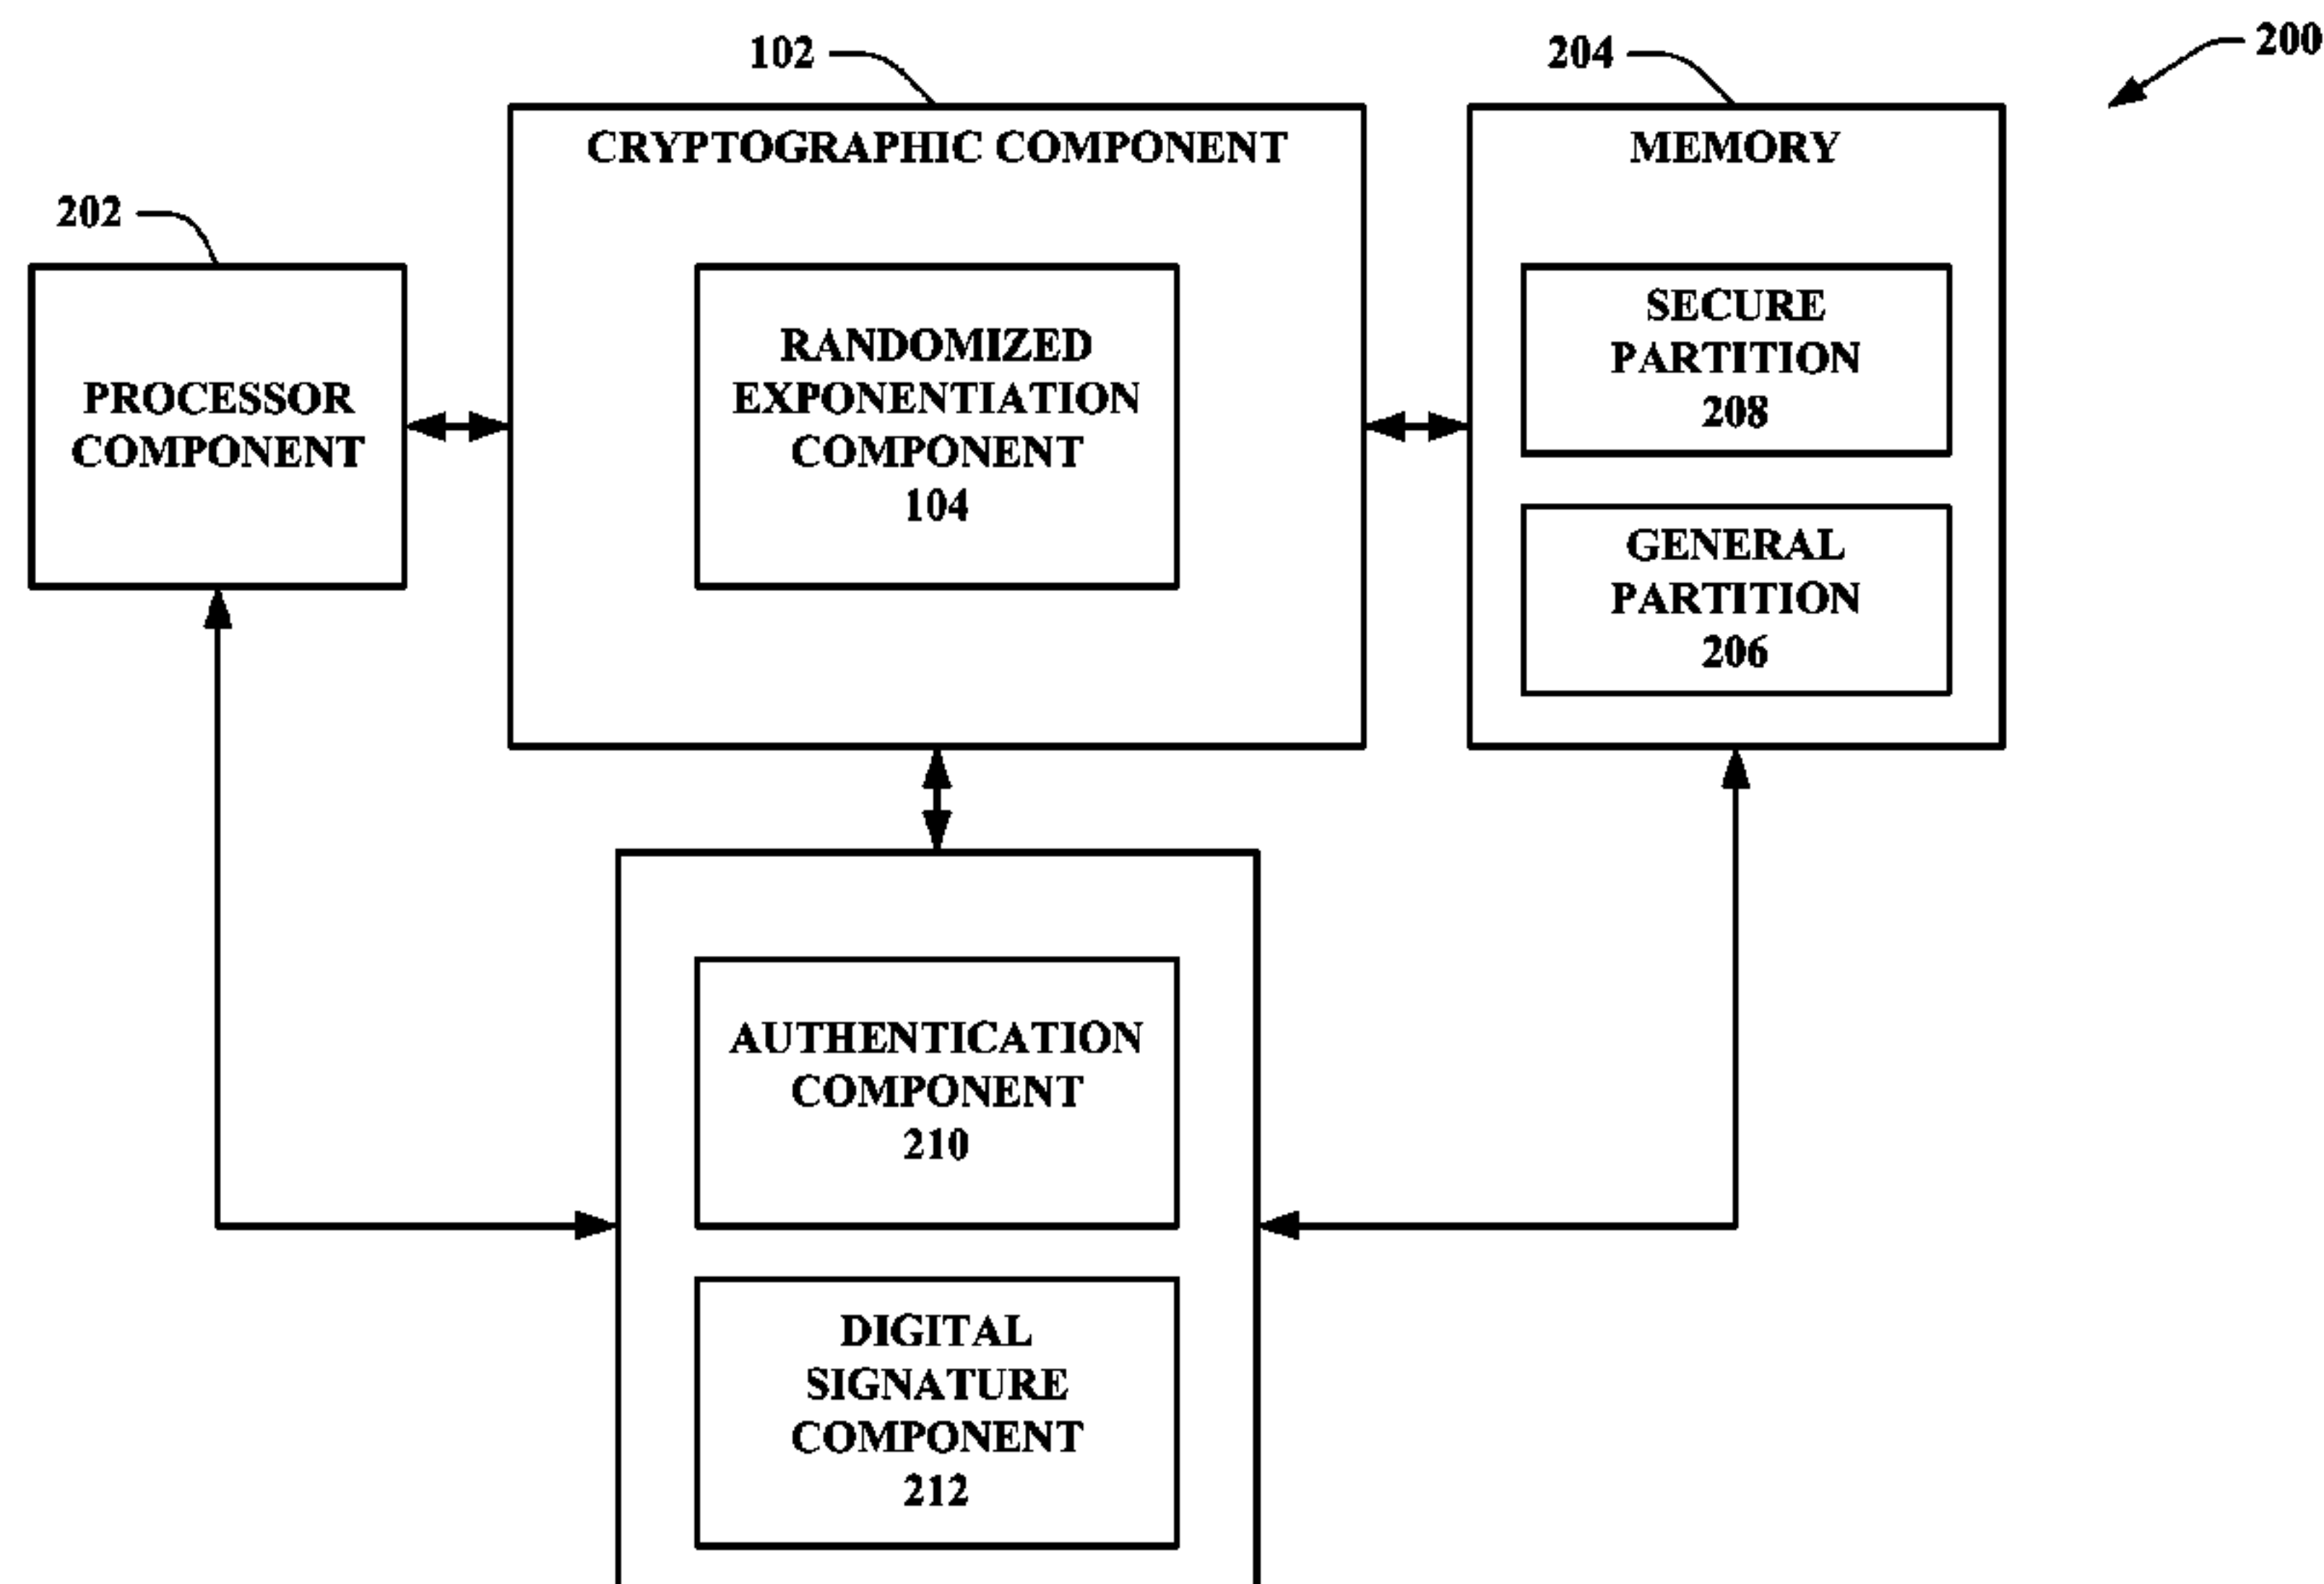 200
102
204
CRYPTOGRAPHIC COMPONENT
MEMORY
202
PROCESSOR
COMPONENT
RANDOMIZED
EXPONENTIATION
COMPONENT
104
SECURE
PARTITION
208
GENERAL
PARTITION
206
AUTHENTICATION
COMPONENT
210
DIGITAL
SIGNATURE
COMPONENT
212